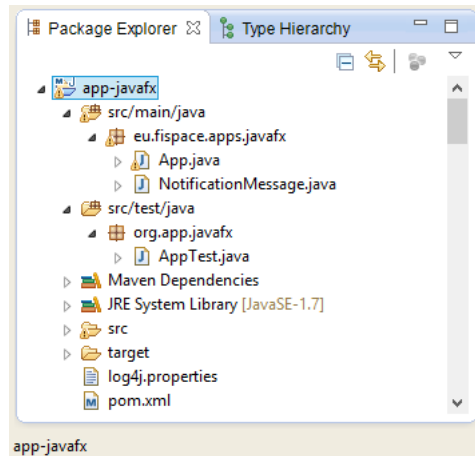 Package Explorer Type Hierarchy
app-javafx
src/main/java
eu.fispace.apps.javafx
App.java
NotificationMessage.java
src/test/java
org.app.javafx
AppTest.java
Maven Dependencies
JRE System Library [JavaSE-1.7]
src
target
log4j.properties
pom.xml
app-javafx